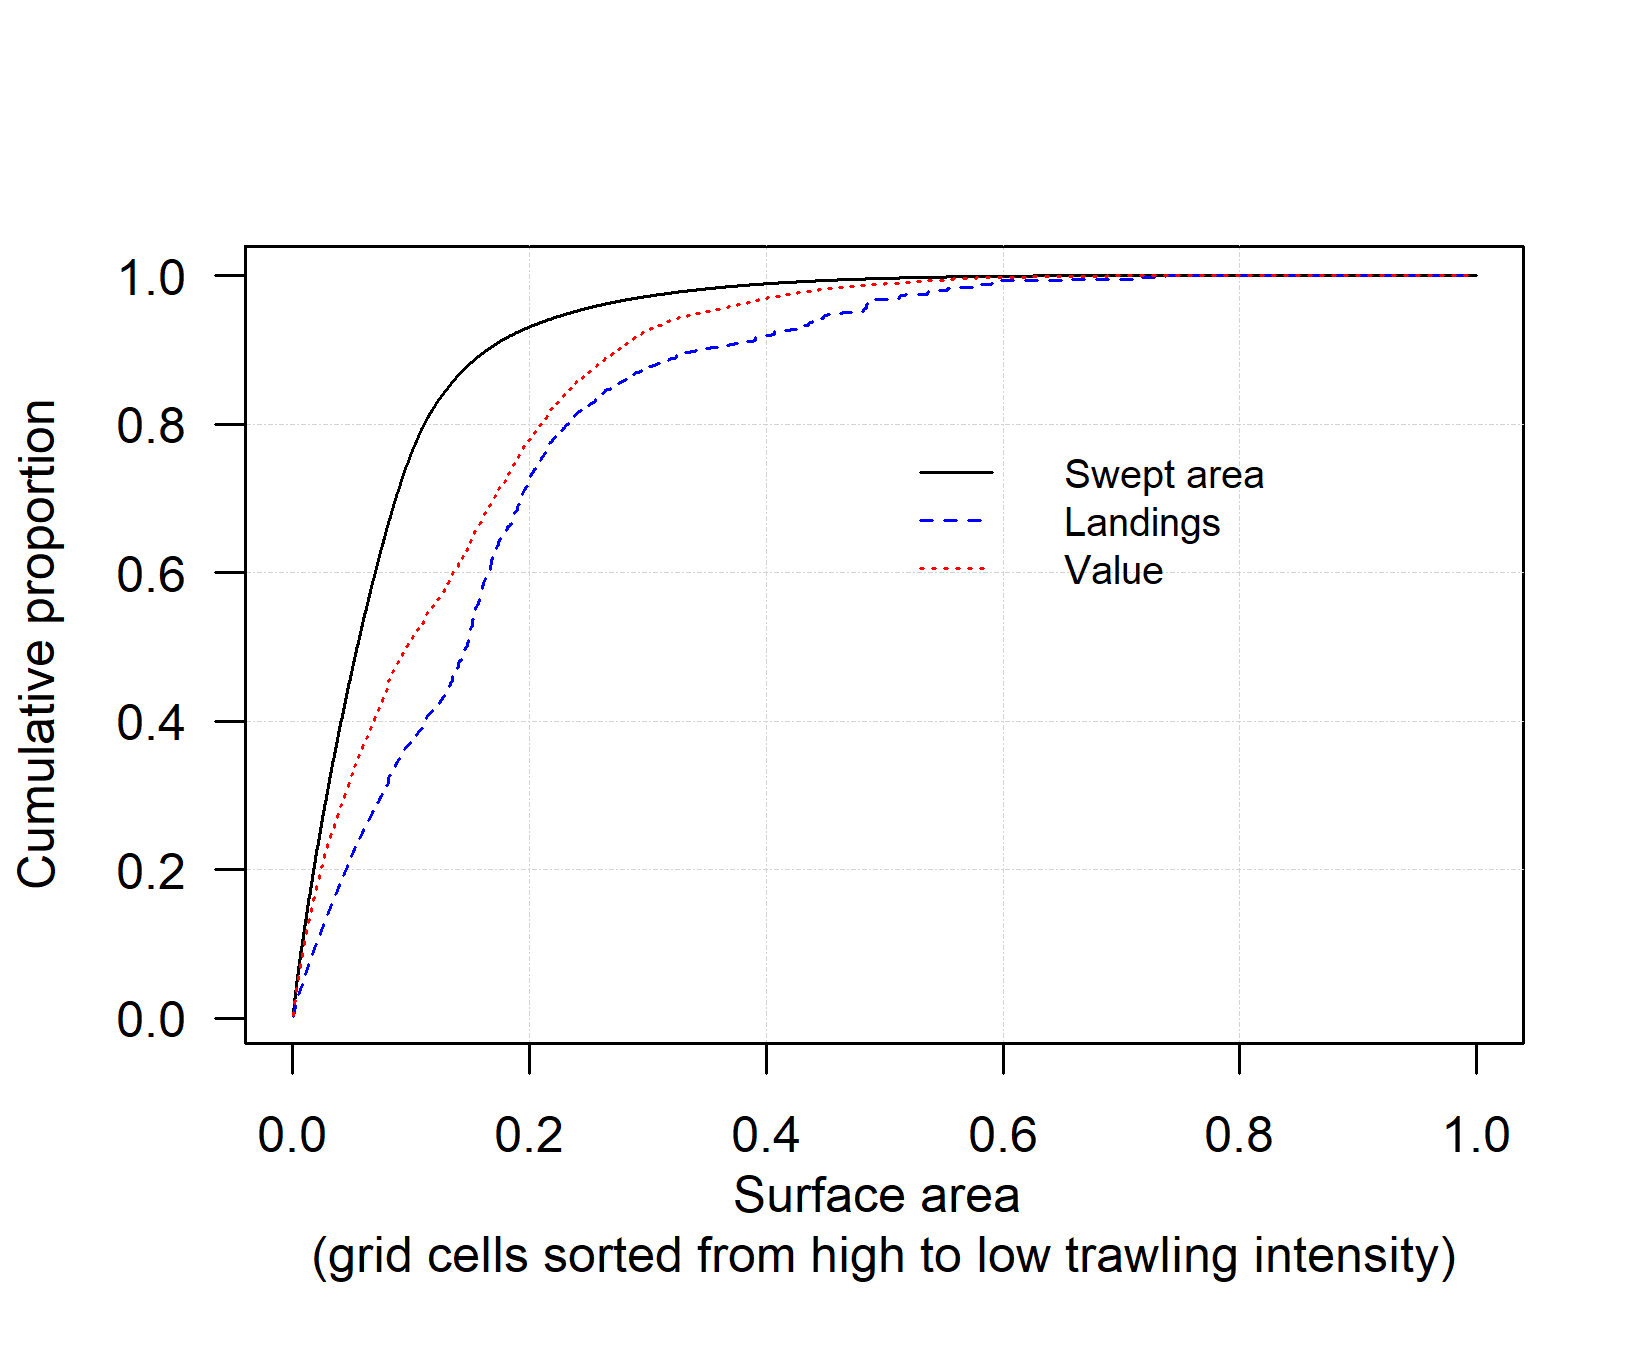 Cumulative proportion
1.0
0.8
0.6
0.4
0.2
0.0
Swept area
Landings
Value
0.0 0.2 0.4 0.6 0.8 1.0
Surface area
(grid cells sorted from high to low trawling intensity)